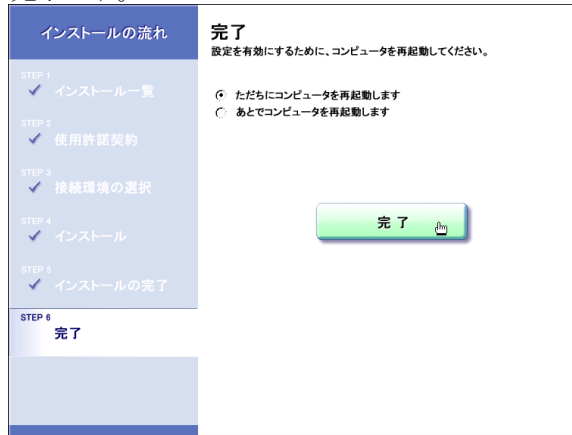 インストールの流れ
STEP 1
インストール一覧
STEP 2
使用許諾契約
STEP 3
接続環境の選択
STEP 4
インストール
STEP 5
インストールの完了
STEP 6
完了
完了
設定を有効にするために、コンピュータを再起動してください。
ただちにコンピュータを再起動します
あとでコンピュータを再起動します
完了